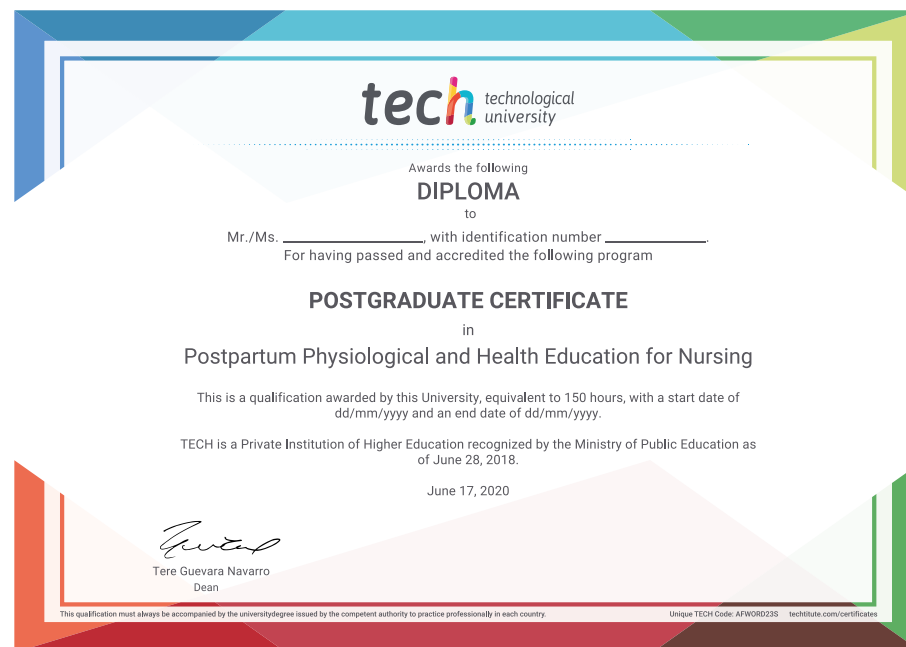 tech technological
university
Awards the following
DIPLOMA
to
Mr./Ms. ____________________, with identification number ______________.
For having passed and accredited the following program
POSTGRADUATE CERTIFICATE
in
Postpartum Physiological and Health Education for Nursing
This is a qualification awarded by this University, equivalent to 150 hours, with a start date of
dd/mm/yyyy and an end date of dd/mm/yyyy.
TECH is a Private Institution of Higher Education recognized by the Ministry of Public Education as
of June 28, 2018.
June 17, 2020
Tere Guevara Navarro
Dean
This qualification must always be accompanied by the universitydegree issued by the competent authority to practice professionally in each country. Unique TECH Code: AFWORD23S techtitute.com/certificates